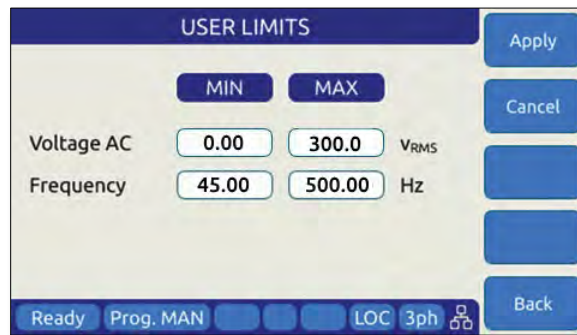 USER LIMITS
Apply
MIN MAX
Cancel
Voltage AC 0.00 300.0 VRMS
Frequency 45.00 500.00 Hz
Ready Prog. MAN LOC 3ph
Back